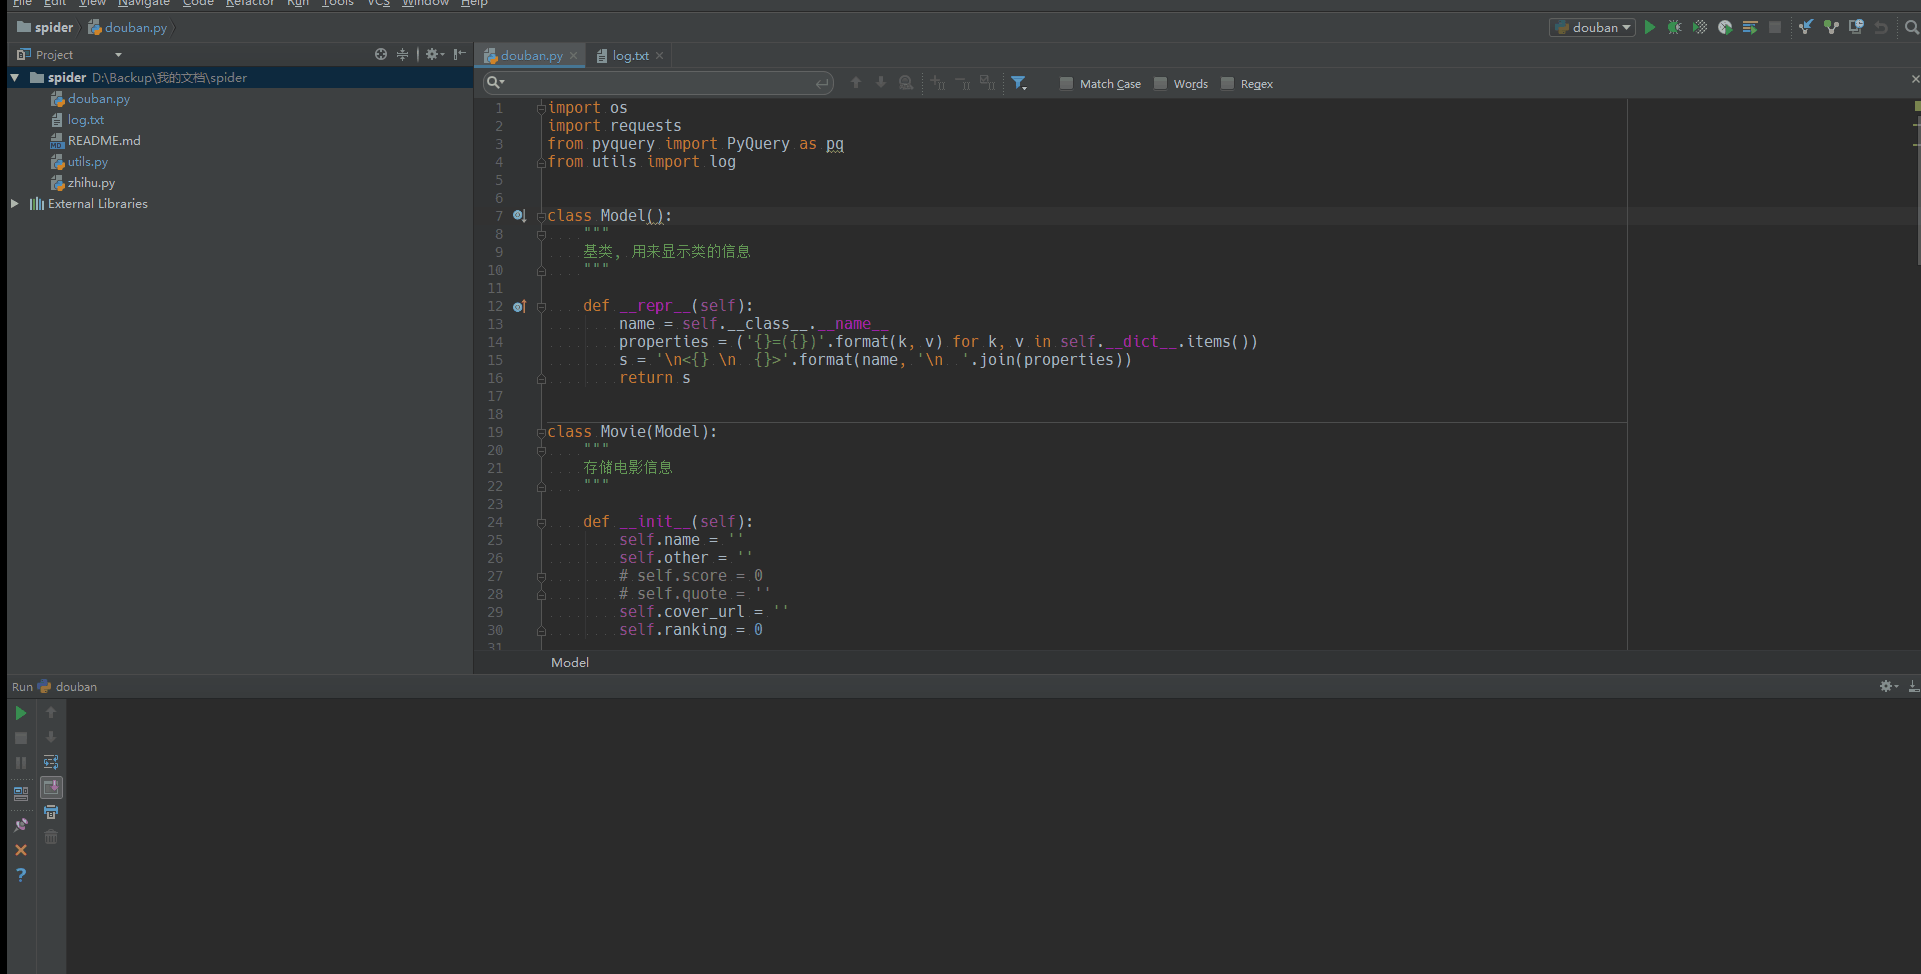 File Edit View Navigate Code Refactor Run Tools VCS Window Help
spider douban.py
douban
Project
douban.py
log.txt
spider D:\Backup\我的文档\spider
douban.py
log.txt
README.md
utils.py
zhihu.py
External Libraries
Match Case Words Regex
1 import os
2 import requests
3 from pyquery import PyQuery as pq
4 from utils import log
5
6
7 class Model():
8 """
9 基类, 用来显示类的信息
10 """
11
12 def __repr__(self):
13 name = self.__class__.__name__
14 properties = ('{}=({})'.format(k, v) for k, v in self.__dict__.items())
15 s = '\n<{} \n  {}>'.format(name, '\n  '.join(properties))
16 return s
17
18
19 class Movie(Model):
20 """
21 存储电影信息
22 """
23
24 def __init__(self):
25 self.name = ''
26 self.other = ''
27 # self.score = 0
28 # self.quote = ''
29 self.cover_url = ''
30 self.ranking = 0
31
Model
Run douban